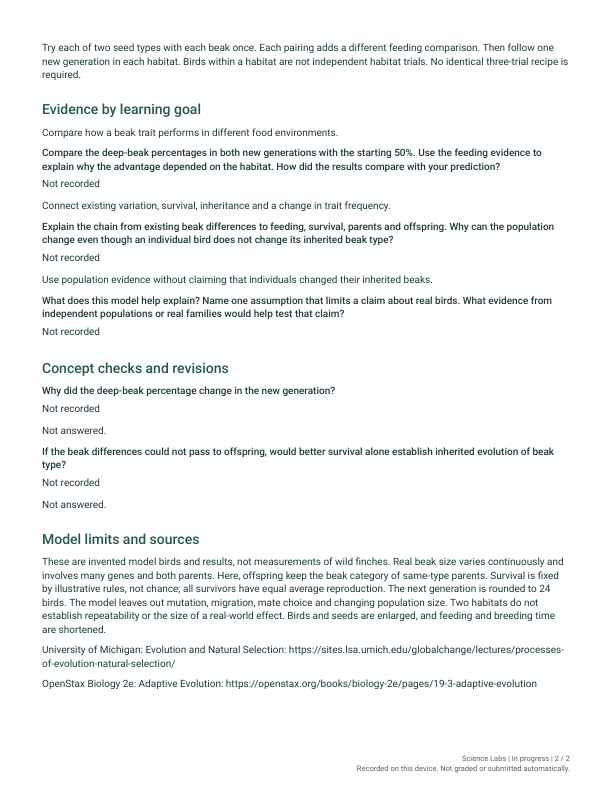 Try each of two seed types with each beak once. Each pairing adds a different feeding comparison. Then follow one
new generation in each habitat. Birds within a habitat are not independent habitat trials. No identical three-trial recipe is
required.
Evidence by learning goal
Compare how a beak trait performs in different food environments.
Compare the deep-beak percentages in both new generations with the starting 50%. Use the feeding evidence to
explain why the advantage depended on the habitat. How did the results compare with your prediction?
Not recorded
Connect existing variation, survival, inheritance and a change in trait frequency.
Explain the chain from existing beak differences to feeding, survival, parents and offspring. Why can the population
change even though an individual bird does not change its inherited beak type?
Not recorded
Use population evidence without claiming that individuals changed their inherited beaks.
What does this model help explain? Name one assumption that limits a claim about real birds. What evidence from
independent populations or real families would help test that claim?
Not recorded
Concept checks and revisions
Why did the deep-beak percentage change in the new generation?
Not recorded
Not answered.
If the beak differences could not pass to offspring, would better survival alone establish inherited evolution of beak
type?
Not recorded
Not answered.
Model limits and sources
These are invented model birds and results, not measurements of wild finches. Real beak size varies continuously and
involves many genes and both parents. Here, offspring keep the beak category of same-type parents. Survival is fixed
by illustrative rules, not chance; all survivors have equal average reproduction. The next generation is rounded to 24
birds. The model leaves out mutation, migration, mate choice and changing population size. Two habitats do not
establish repeatability or the size of a real-world effect. Birds and seeds are enlarged, and feeding and breeding time
are shortened.
University of Michigan: Evolution and Natural Selection: https://sites.lsa.umich.edu/globalchange/lectures/processes-
of-evolution-natural-selection/
OpenStax Biology 2e: Adaptive Evolution: https://openstax.org/books/biology-2e/pages/19-3-adaptive-evolution
Science Labs | In progress | 2 / 2
Recorded on this device. Not graded or submitted automatically.